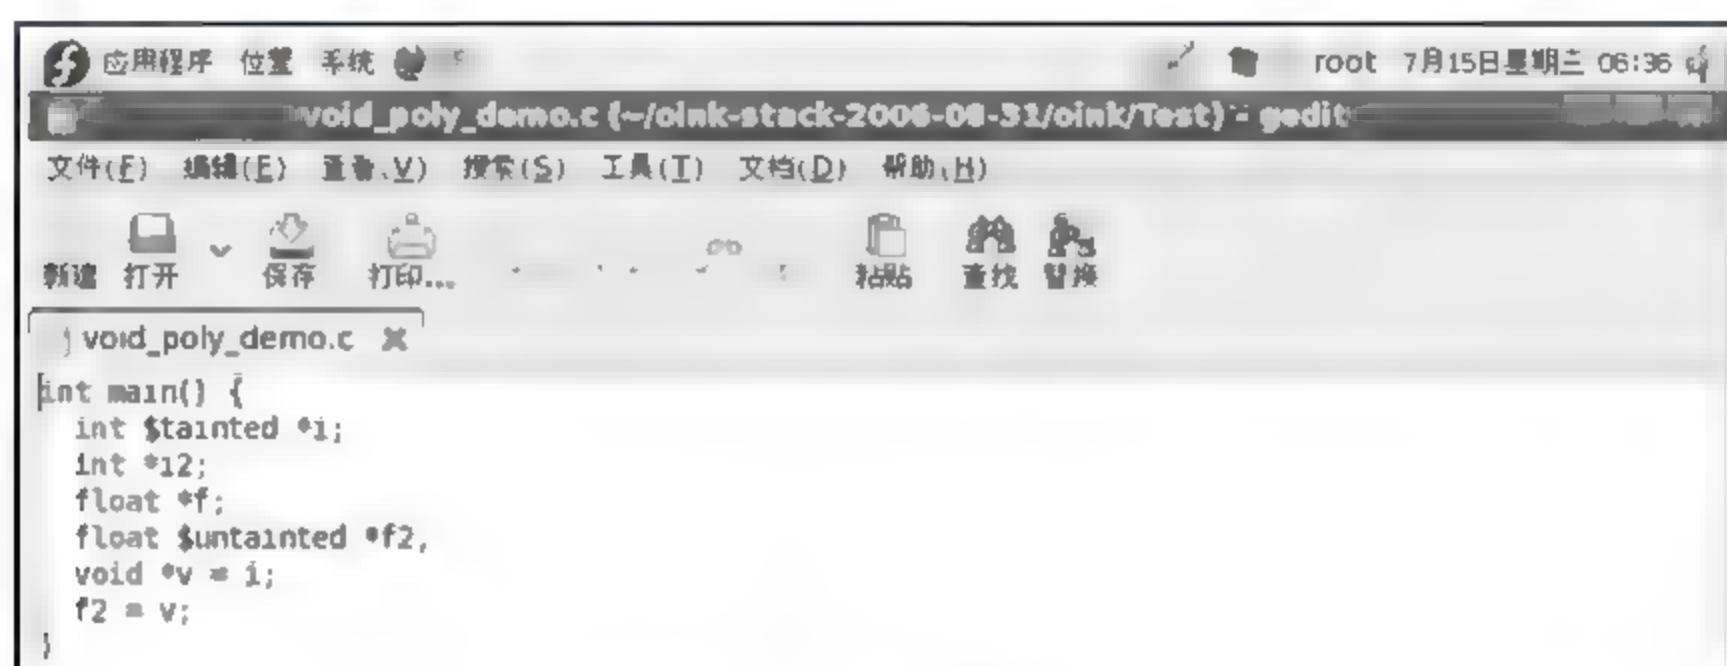 应用程序 位置 系统 root 7月15日星期三 06:36
void_poly_demo.c (~/oink-stack-2006-08-31/oink/Test) - gedit
文件(F) 编辑(E) 查看(V) 搜索(S) 工具(T) 文档(D) 帮助(H)
新建 打开 保存 打印... 粘贴 查找 替换
void_poly_demo.c
int main() {
int $tainted *i;
int *i2;
float *f;
float $untainted *f2;
void *v = i;
f2 = v;
}